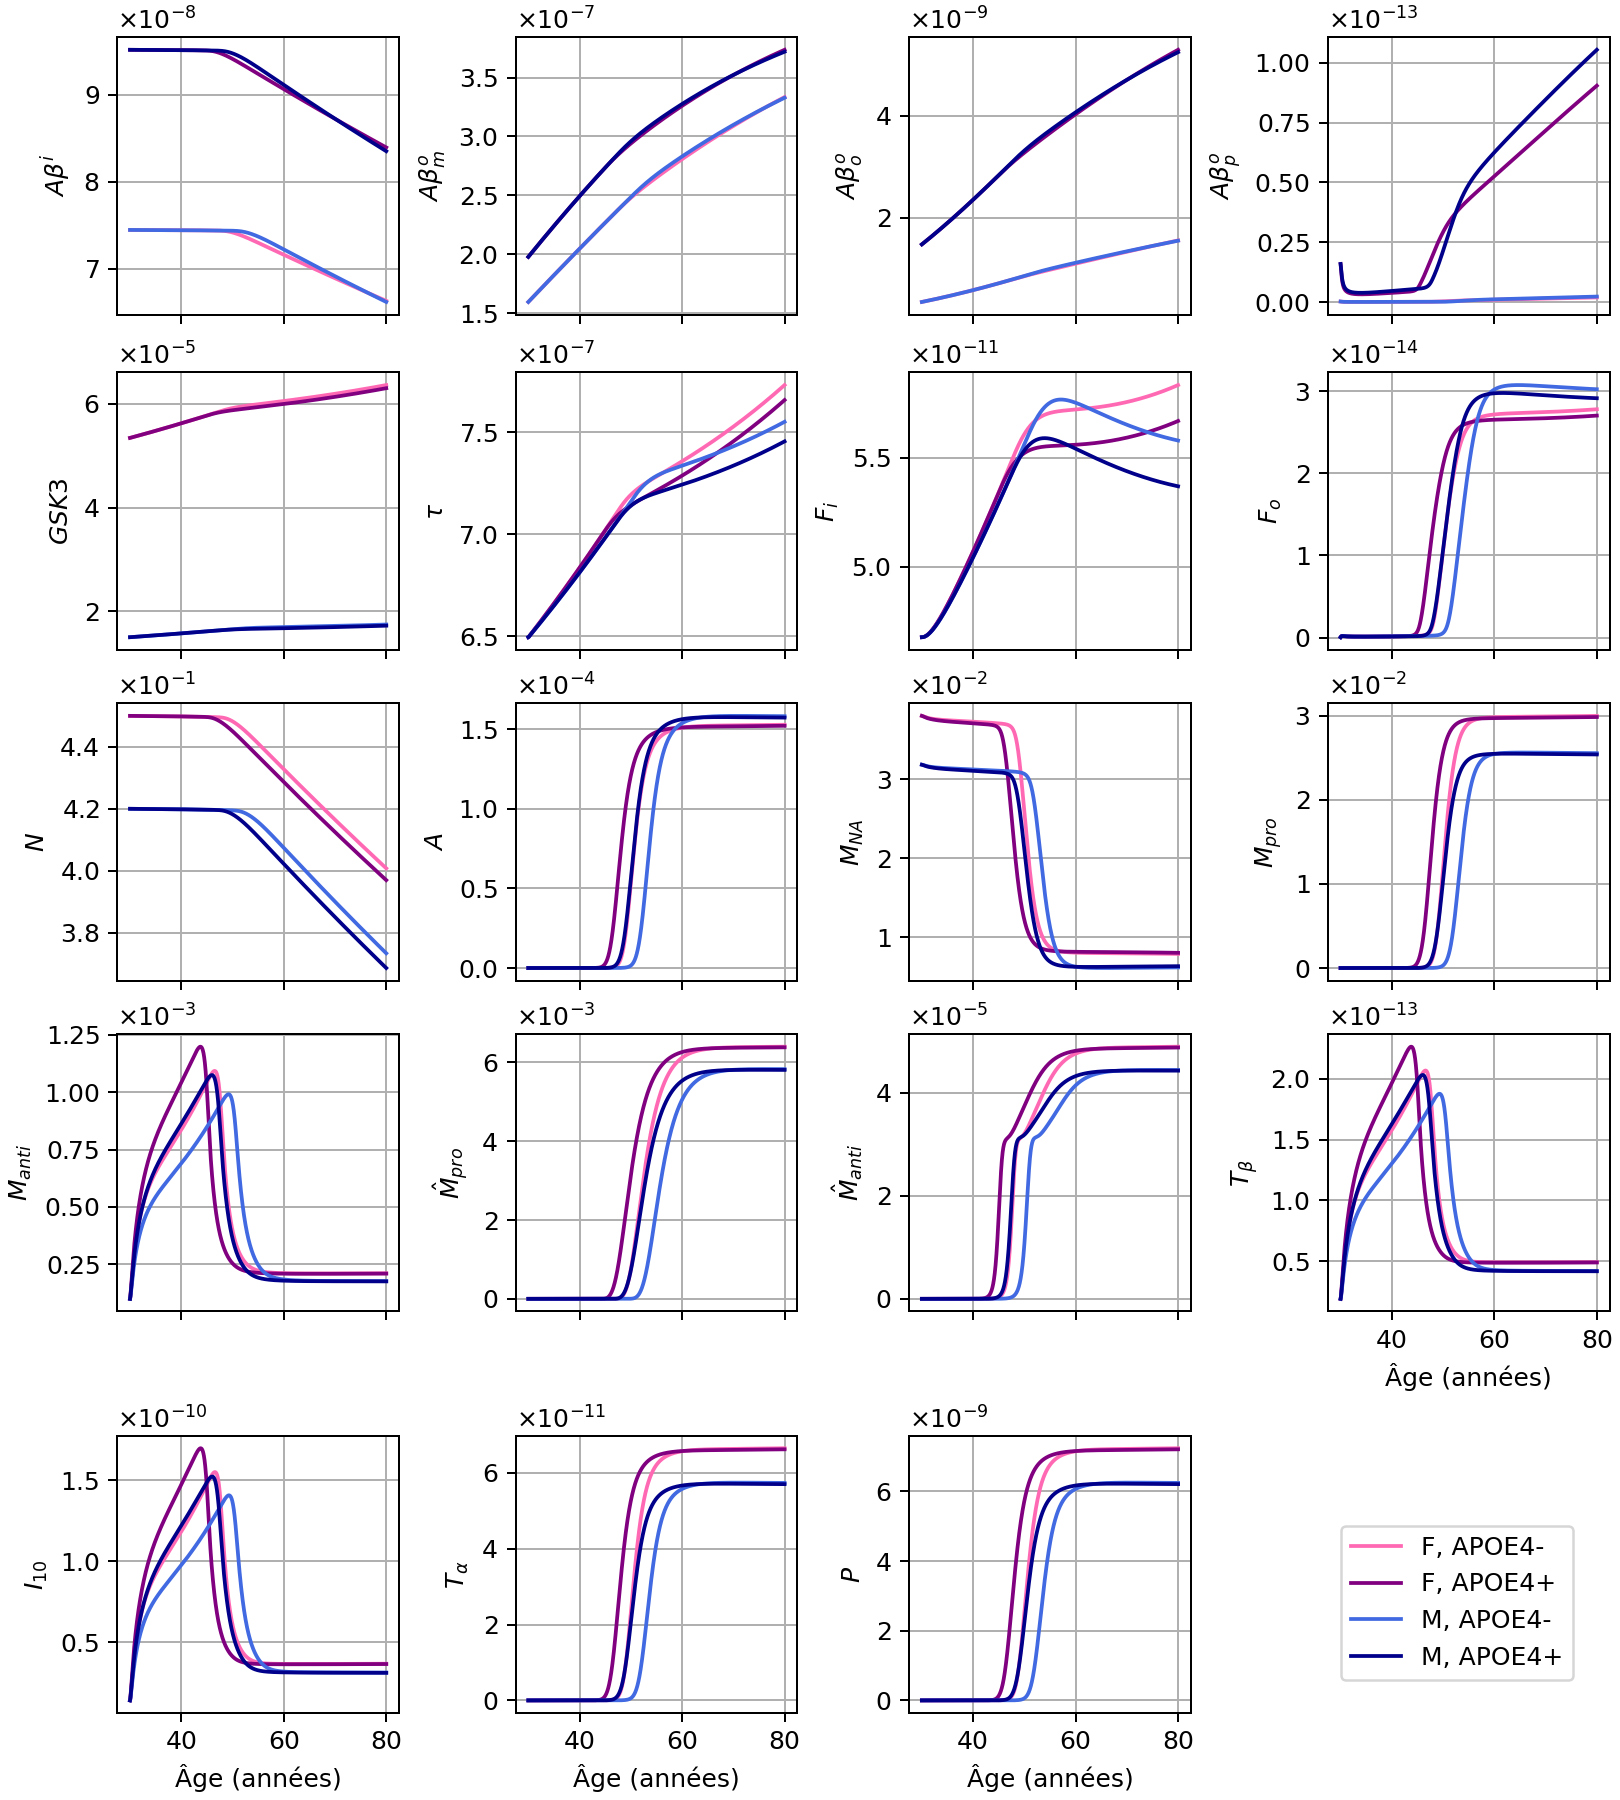 ×10⁻⁸ ×10⁻⁷ ×10⁻⁹ ×10⁻¹³
Aβⁱ 9 8 7
Aβₘᵒ 3.5 3.0 2.5 2.0 1.5
Aβₒᵒ 4 2
Aβₚᵒ 1.00 0.75 0.50 0.25 0.00
×10⁻⁵ ×10⁻⁷ ×10⁻¹¹ ×10⁻¹⁴
GSK3 6 4 2
τ 7.5 7.0 6.5
Fᵢ 5.5 5.0
Fₒ 3 2 1 0
×10⁻¹ ×10⁻⁴ ×10⁻² ×10⁻²
N 4.4 4.2 4.0 3.8
A 1.5 1.0 0.5 0.0
M_NA 3 2 1
M_pro 3 2 1 0
×10⁻³ ×10⁻³ ×10⁻⁵ ×10⁻¹³
M_anti 1.25 1.00 0.75 0.50 0.25
M̂_pro 6 4 2 0
M̂_anti 4 2 0
T_β 2.0 1.5 1.0 0.5
40 60 80
Âge (années)
×10⁻¹⁰ ×10⁻¹¹ ×10⁻⁹
I₁₀ 1.5 1.0 0.5
T_α 6 4 2 0
P 6 4 2 0
40 60 80 40 60 80 40 60 80
Âge (années) Âge (années) Âge (années)
F, APOE4-
F, APOE4+
M, APOE4-
M, APOE4+